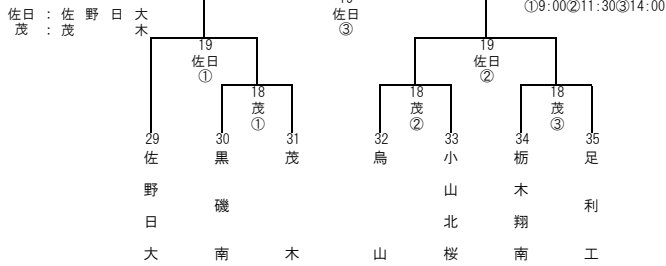 ①9:00②11:30③14:00
佐日 : 佐野日大
茂 : 茂木
佐日
③
19
佐日
①
19
佐日
②
18
茂
①
18
茂
②
18
茂
③
29 30 31 32 33 34 35
佐野日大
黒磯南
茂木
烏山
小山北桜
栃木翔南
足利工